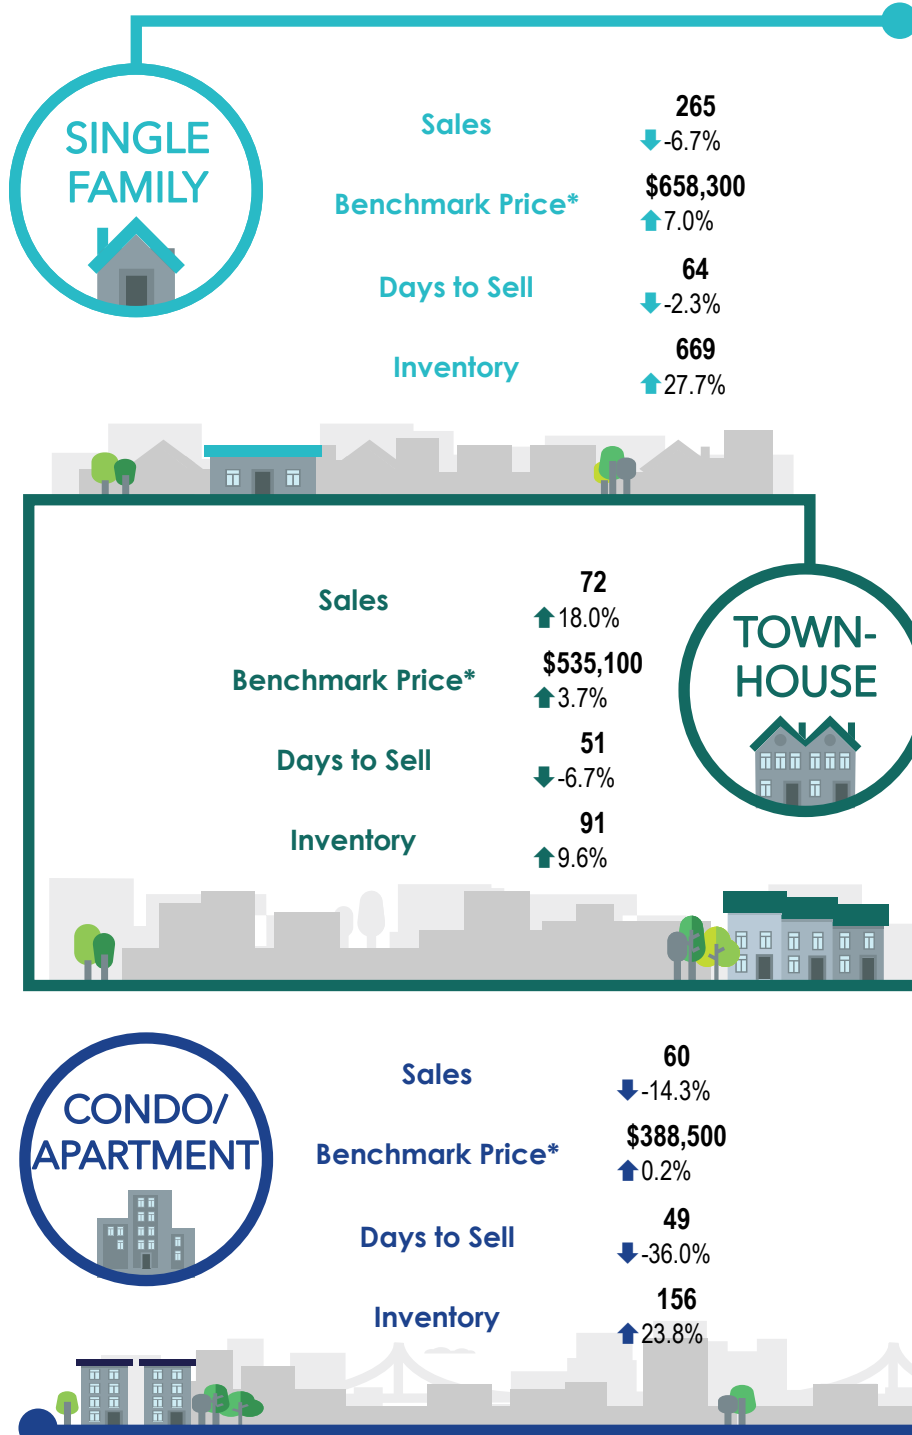 SINGLE
FAMILY
Sales
265
-6.7%
Benchmark Price*
$658,300
7.0%
Days to Sell
64
-2.3%
Inventory
669
27.7%
TOWN-
HOUSE
Sales
72
18.0%
Benchmark Price*
$535,100
3.7%
Days to Sell
51
-6.7%
Inventory
91
9.6%
CONDO/
APARTMENT
Sales
60
-14.3%
Benchmark Price*
$388,500
0.2%
Days to Sell
49
-36.0%
Inventory
156
23.8%